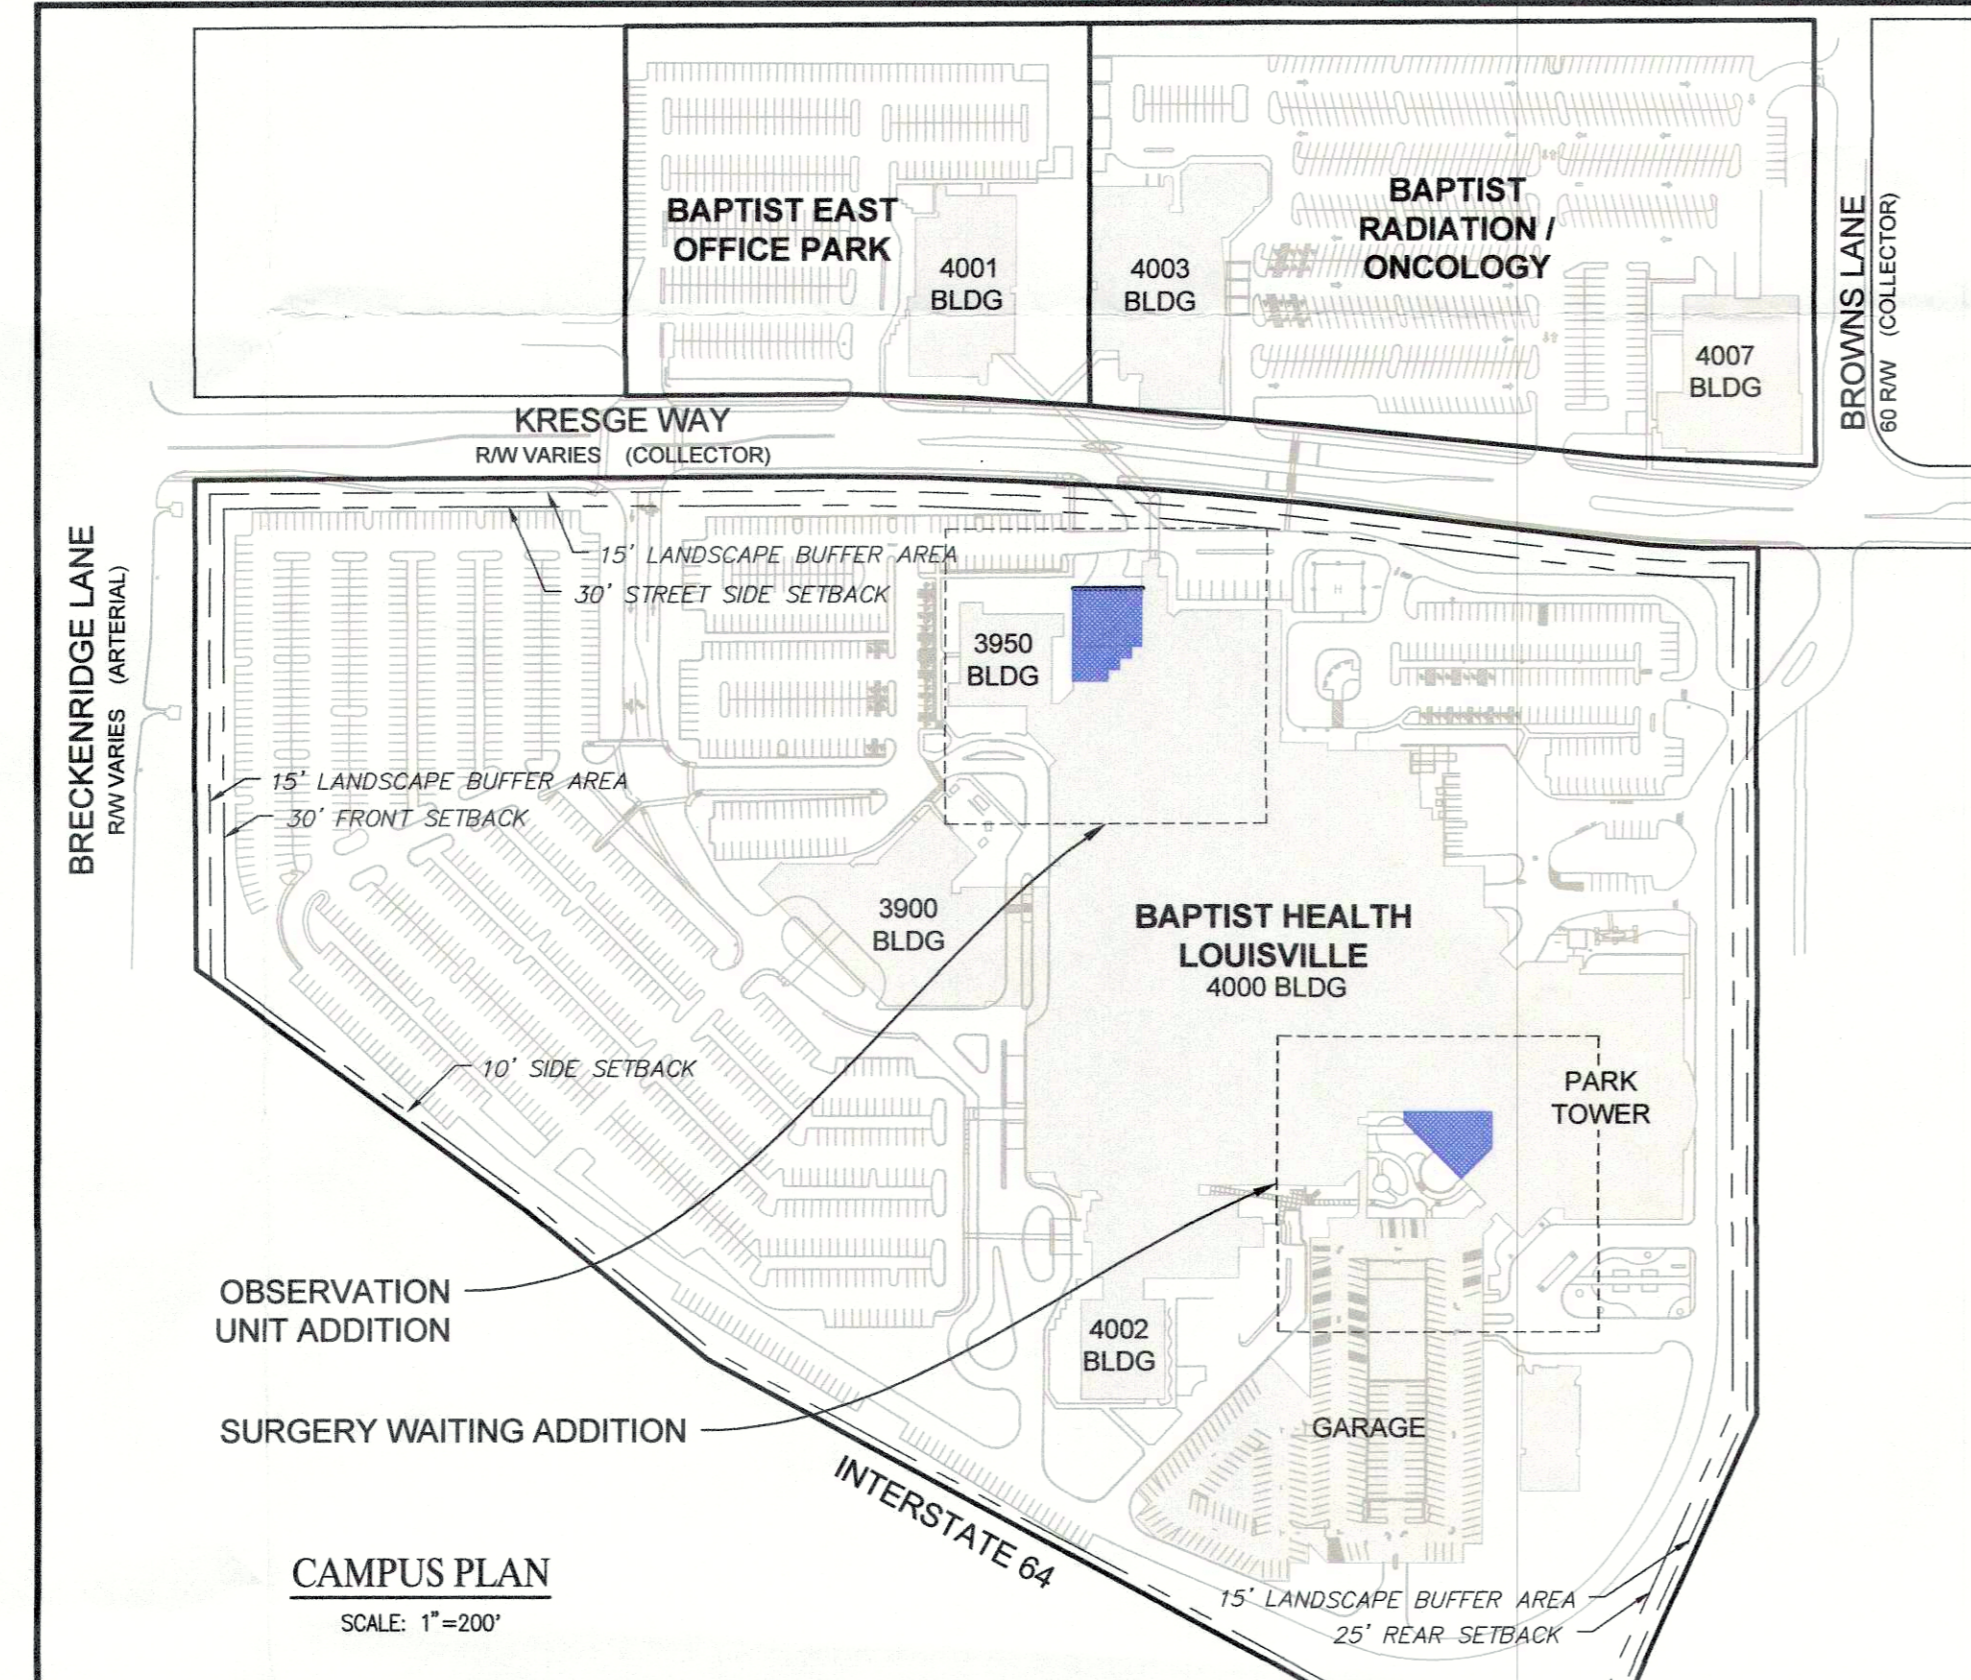 BAPTIST EAST
OFFICE PARK
4001
BLDG
4003
BLDG
BAPTIST
RADIATION /
ONCOLOGY
4007
BLDG
BROWNS LANE
60 R/W (COLLECTOR)
KRESGE WAY
R/W VARIES (COLLECTOR)
BRECKENRIDGE LANE
R/W VARIES (ARTERIAL)
15' LANDSCAPE BUFFER AREA
30' STREET SIDE SETBACK
H
3950
BLDG
15' LANDSCAPE BUFFER AREA
30' FRONT SETBACK
3900
BLDG
BAPTIST HEALTH
LOUISVILLE
4000 BLDG
10' SIDE SETBACK
PARK
TOWER
OBSERVATION
UNIT ADDITION
4002
BLDG
SURGERY WAITING ADDITION
GARAGE
INTERSTATE 64
CAMPUS PLAN
SCALE: 1"=200'
15' LANDSCAPE BUFFER AREA
25' REAR SETBACK